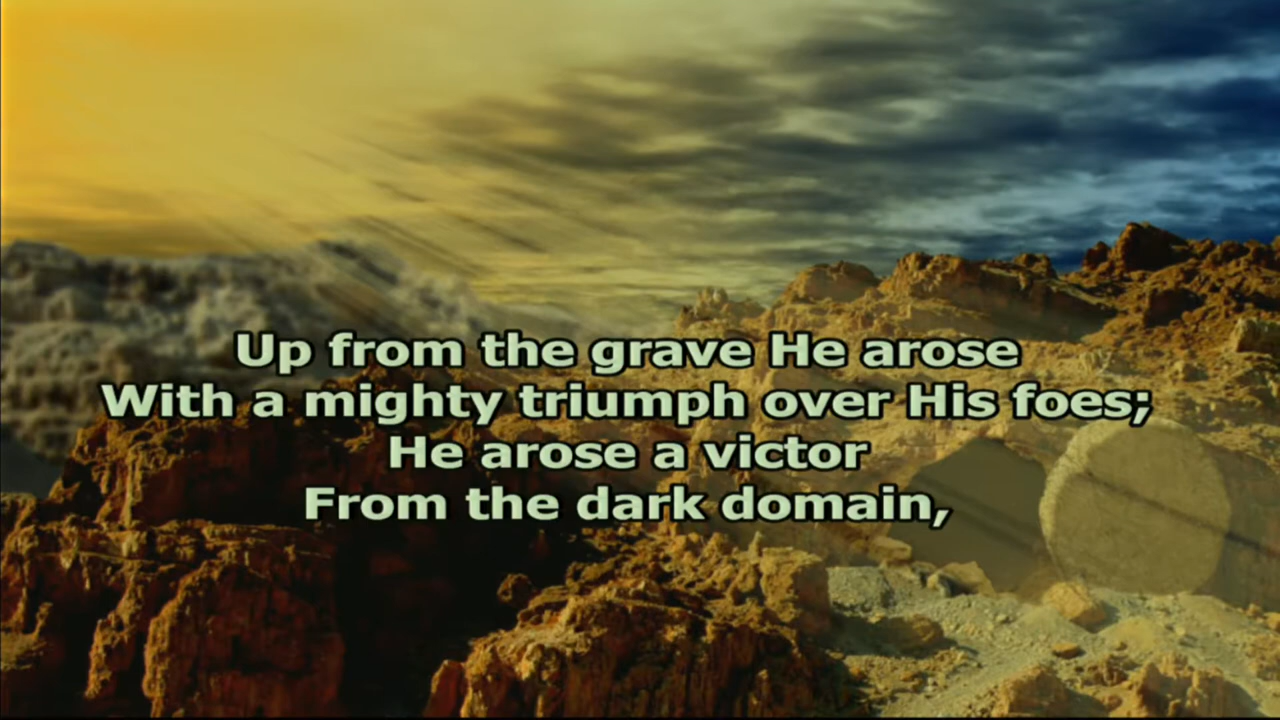 Up from the grave He arose
With a mighty triumph over His foes;
He arose a victor
From the dark domain,